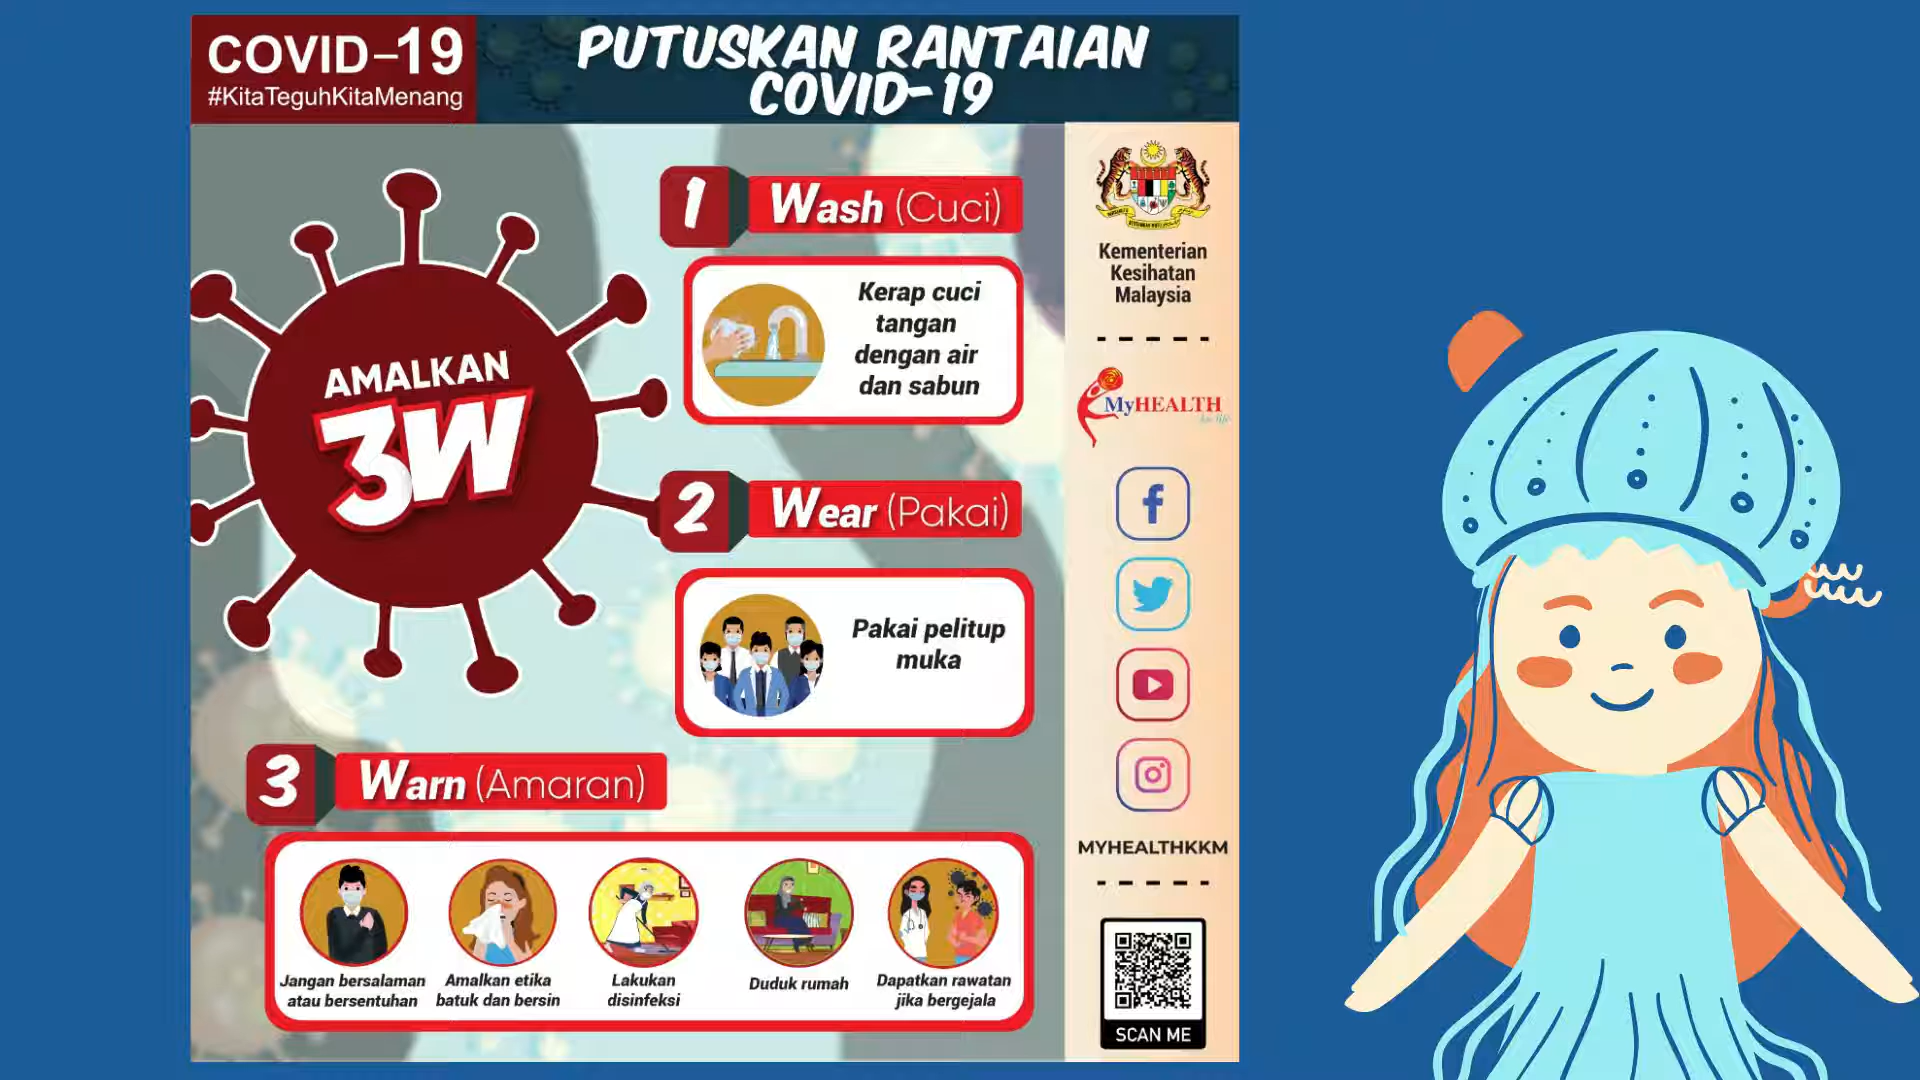 COVID-19
#KitaTeguhKitaMenang
PUTUSKAN RANTAIAN
COVID-19
AMALKAN
3W
1
Wash (Cuci)
Kerap cuci
tangan
dengan air
dan sabun
2
Wear (Pakai)
Pakai pelitup
muka
3
Warn (Amaran)
Jangan bersalaman
atau bersentuhan
Amalkan etika
batuk dan bersin
Lakukan
disinfeksi
Duduk rumah
Dapatkan rawatan
jika bergejala
Kementerian
Kesihatan
Malaysia
MyHEALTH
for life
MYHEALTHKKM
SCAN ME